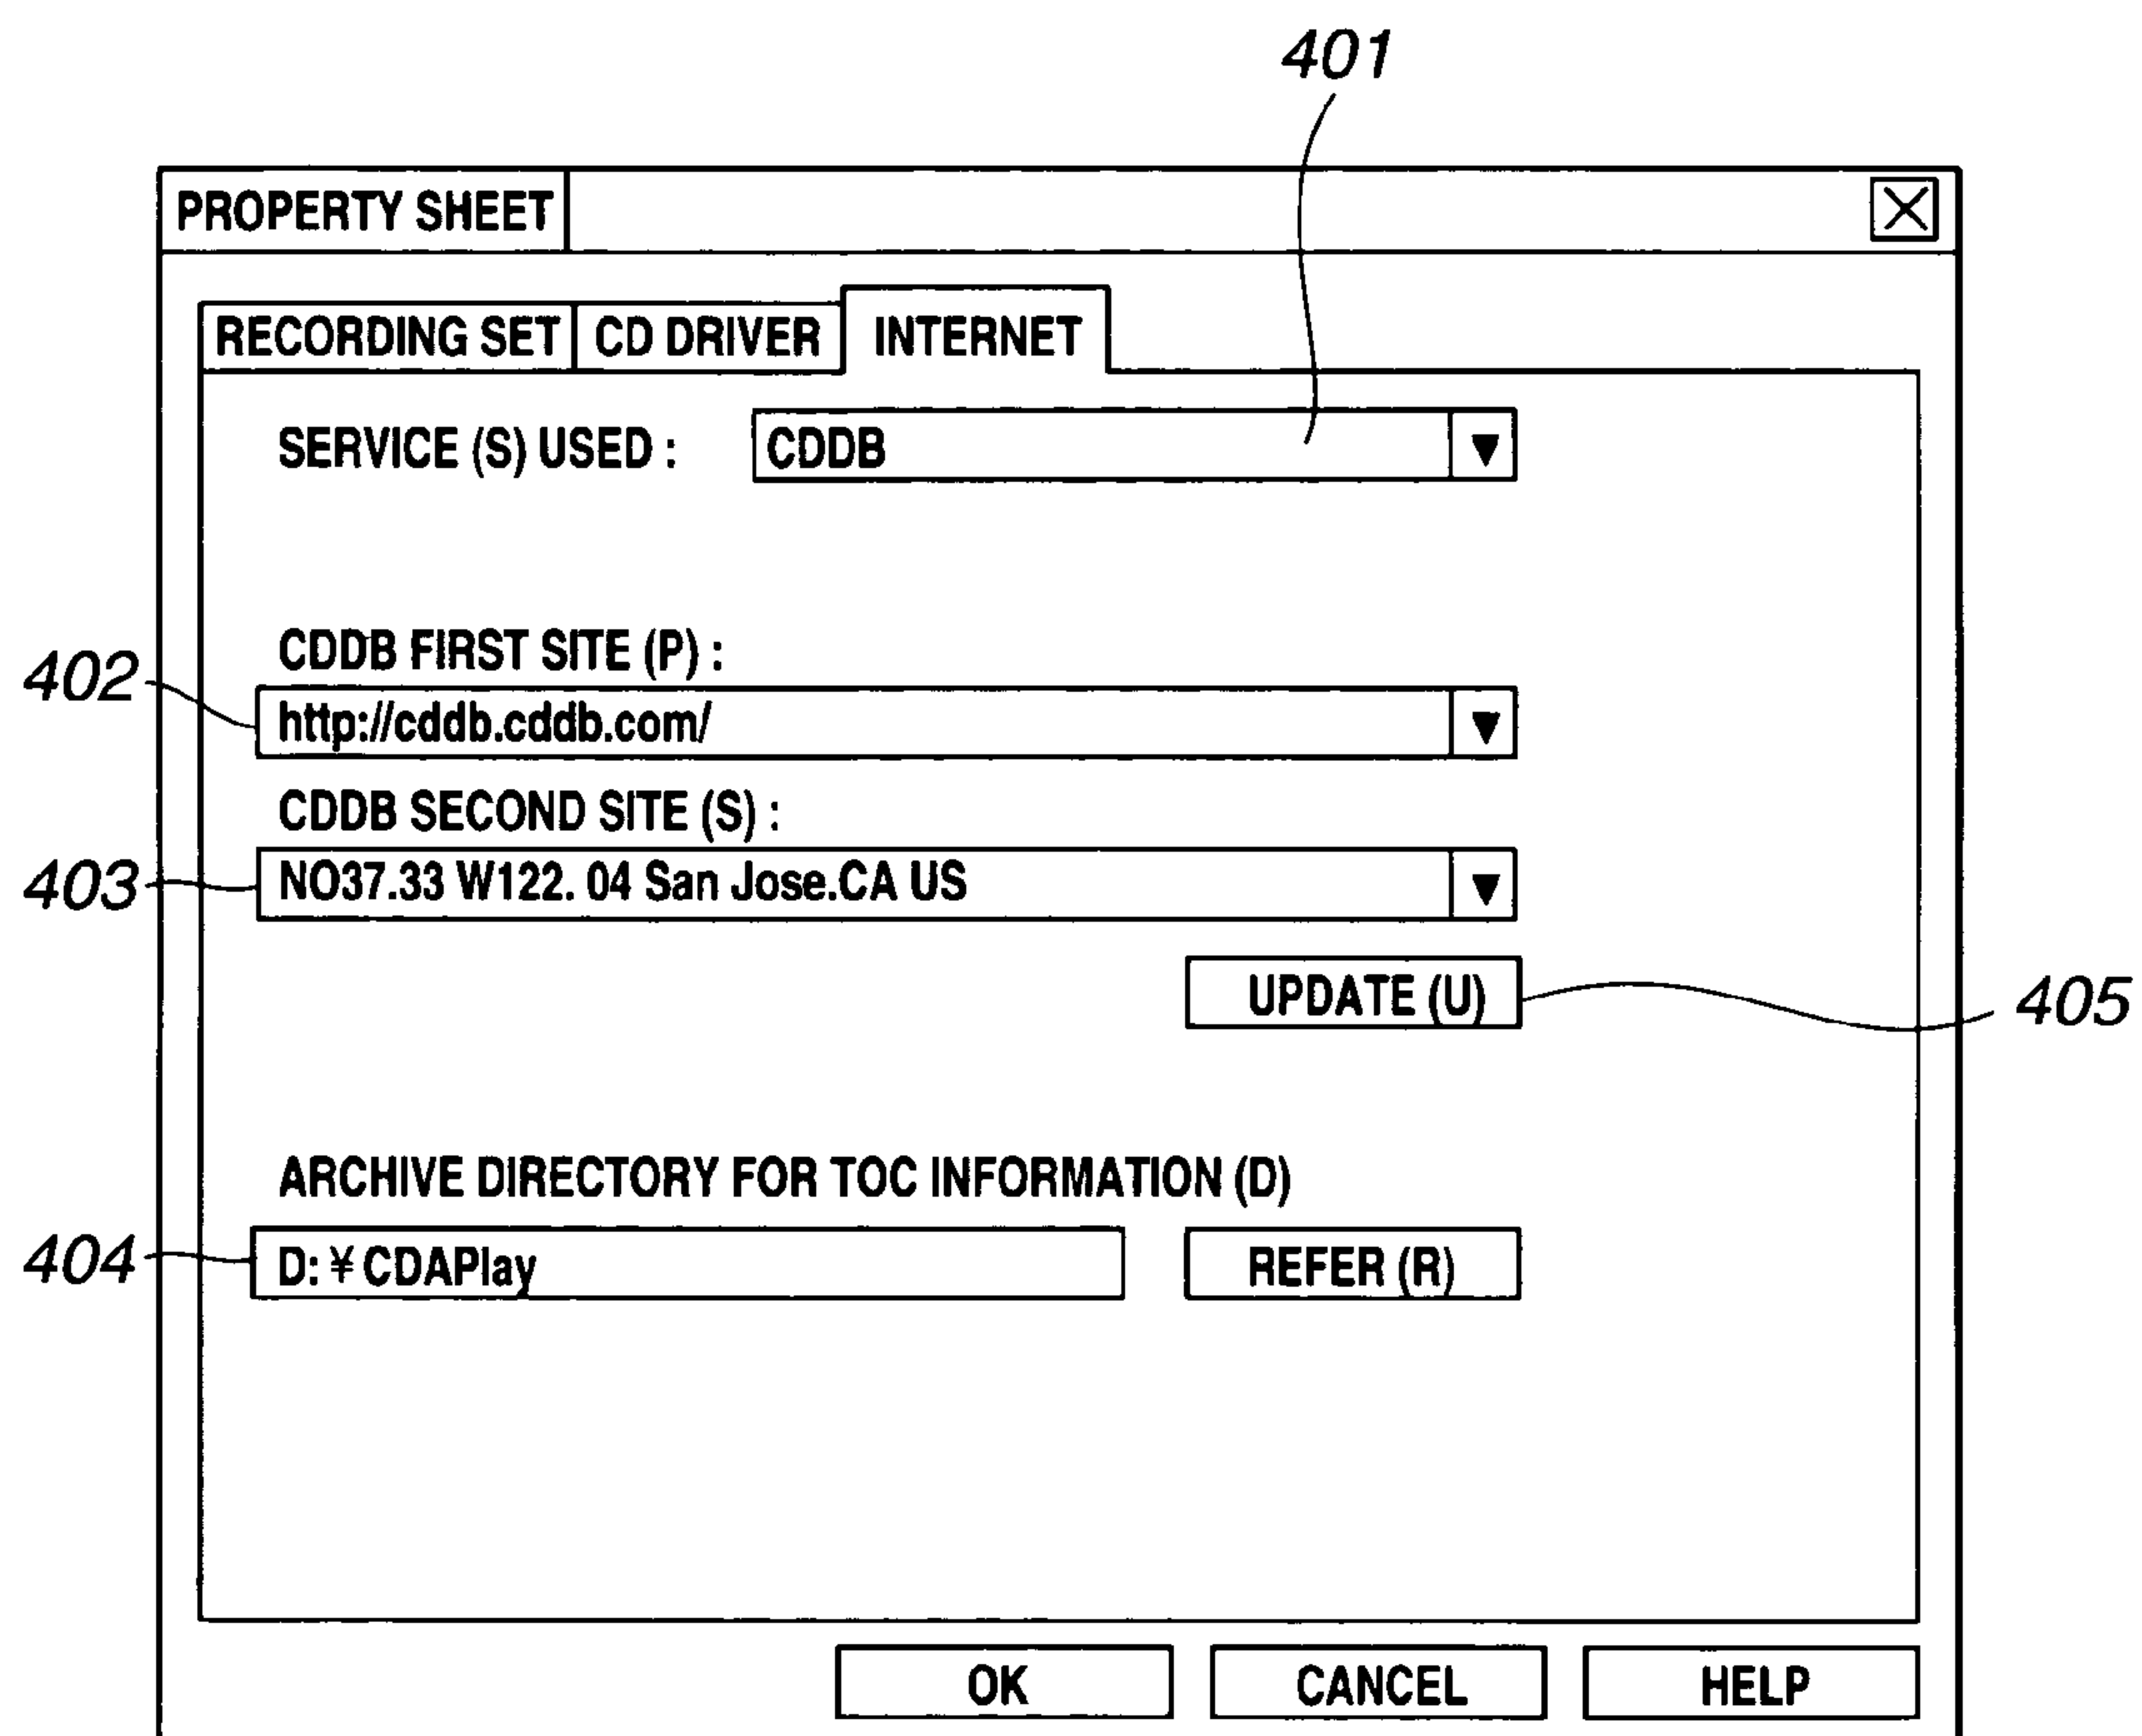 401
PROPERTY SHEET
RECORDING SET CD DRIVER INTERNET
SERVICE (S) USED : CDDB ▼
CDDB FIRST SITE (P) :
402 http://cddb.cddb.com/ ▼
CDDB SECOND SITE (S) :
403 NO37.33 W122. 04 San Jose.CA US ▼
UPDATE (U) 405
ARCHIVE DIRECTORY FOR TOC INFORMATION (D)
404 D: ¥ CDAPlay REFER (R)
OK CANCEL HELP